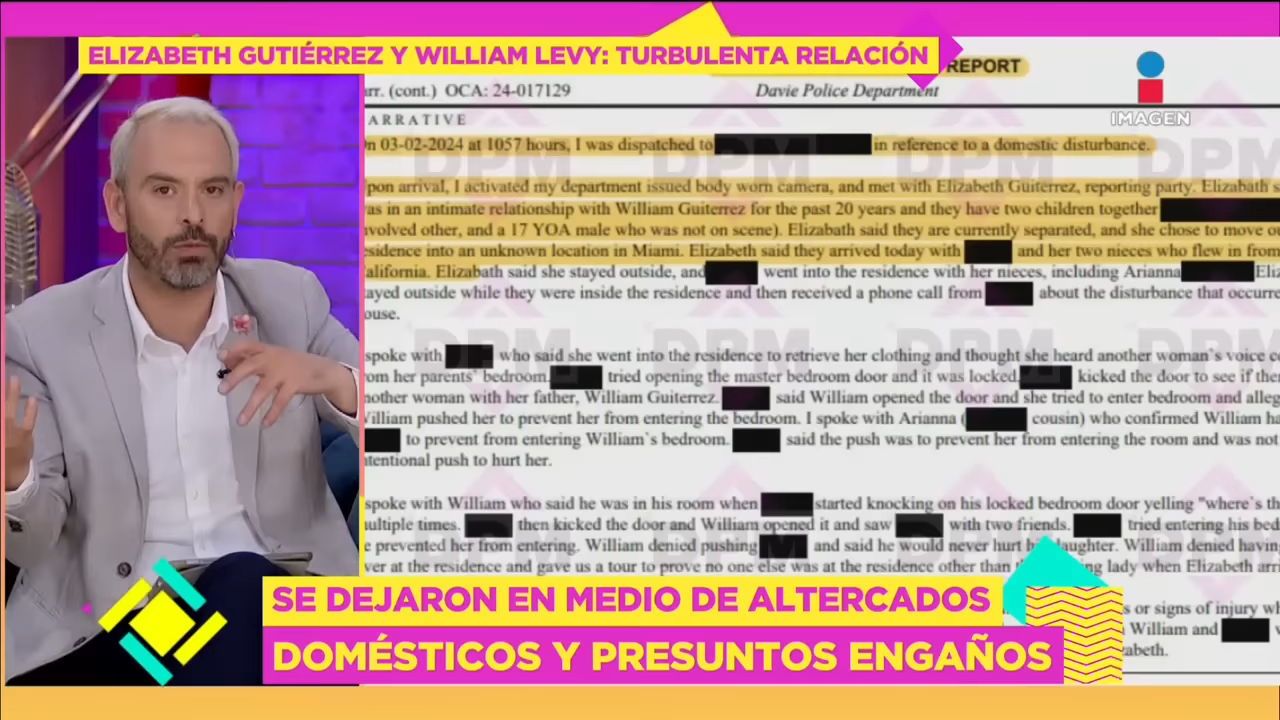 ELIZABETH GUTIÉRREZ Y WILLIAM LEVY: TURBULENTA RELACIÓN
REPORT
IMAGEN
rr. (cont.) OCA: 24-017129 Davie Police Department
ARRATIVE
n 03-02-2024 at 1057 hours, I was dispatched to in reference to a domestic disturbance.
pon arrival, I activated my department issued body worn camera, and met with Elizabeth Guiterrez, reporting party. Elizabath s
as in an intimate relationship with William Guiterrez for the past 20 years and they have two children together
nvolved other, and a 17 YOA male who was not on scene). Elizabath said they are currently separated, and she chose to move ou
esidence into an unknown location in Miami. Elizabeth said they arrived today with and her two nieces who flew in from
alifornia. Elizabath said she stayed outside, and went into the residence with her nieces, including Arianna Eliz
tayed outside while they were inside the residence and then received a phone call from about the disturbance that occurre
ouse.
spoke with who said she went into the residence to retrieve her clothing and thought she heard another woman's voice c
rom her parents' bedroom. tried opening the master bedroom door and it was locked. kicked the door to see if ther
nother woman with her father, William Guterrez. said William opened the door and she tried to enter bedroom and alleg
William pushed her to prevent her from entering the bedroom. I spoke with Arianna ( cousin) who confirmed William ha
to prevent from entering William's bedroom. said the push was to prevent her from entering the room and was not
ntentional push to hurt her.
spoke with William who said he was in his room when started knocking on his locked bedroom door yelling "where's th
ultiple times. then kicked the door and William opened it and saw with two friends. tried entering his bed
e prevented her from entering. William denied pushing and said he would never hurt his daughter. William denied having
ver at the residence and gave us a tour to prove no one else was at the residence other than lady when Elizabeth arri
s or signs of injury w
William and
zabeth.
SE DEJARON EN MEDIO DE ALTERCADOS
DOMÉSTICOS Y PRESUNTOS ENGAÑOS